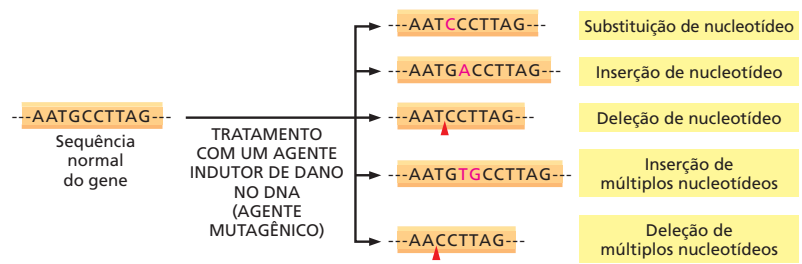 ---AATGCCTTAG---
Sequência
normal
do gene
TRATAMENTO
COM UM AGENTE
INDUTOR DE DANO
NO DNA
(AGENTE
MUTAGÊNICO)
---AATCCCTTAG---
Substituição de nucleotídeo
---AATGACCTTAG---
Inserção de nucleotídeo
---AATCCTTAG---
Deleção de nucleotídeo
---AATGTGCCTTAG---
Inserção de
múltiplos nucleotídeos
---AACCTTAG---
Deleção de
múltiplos nucleotídeos